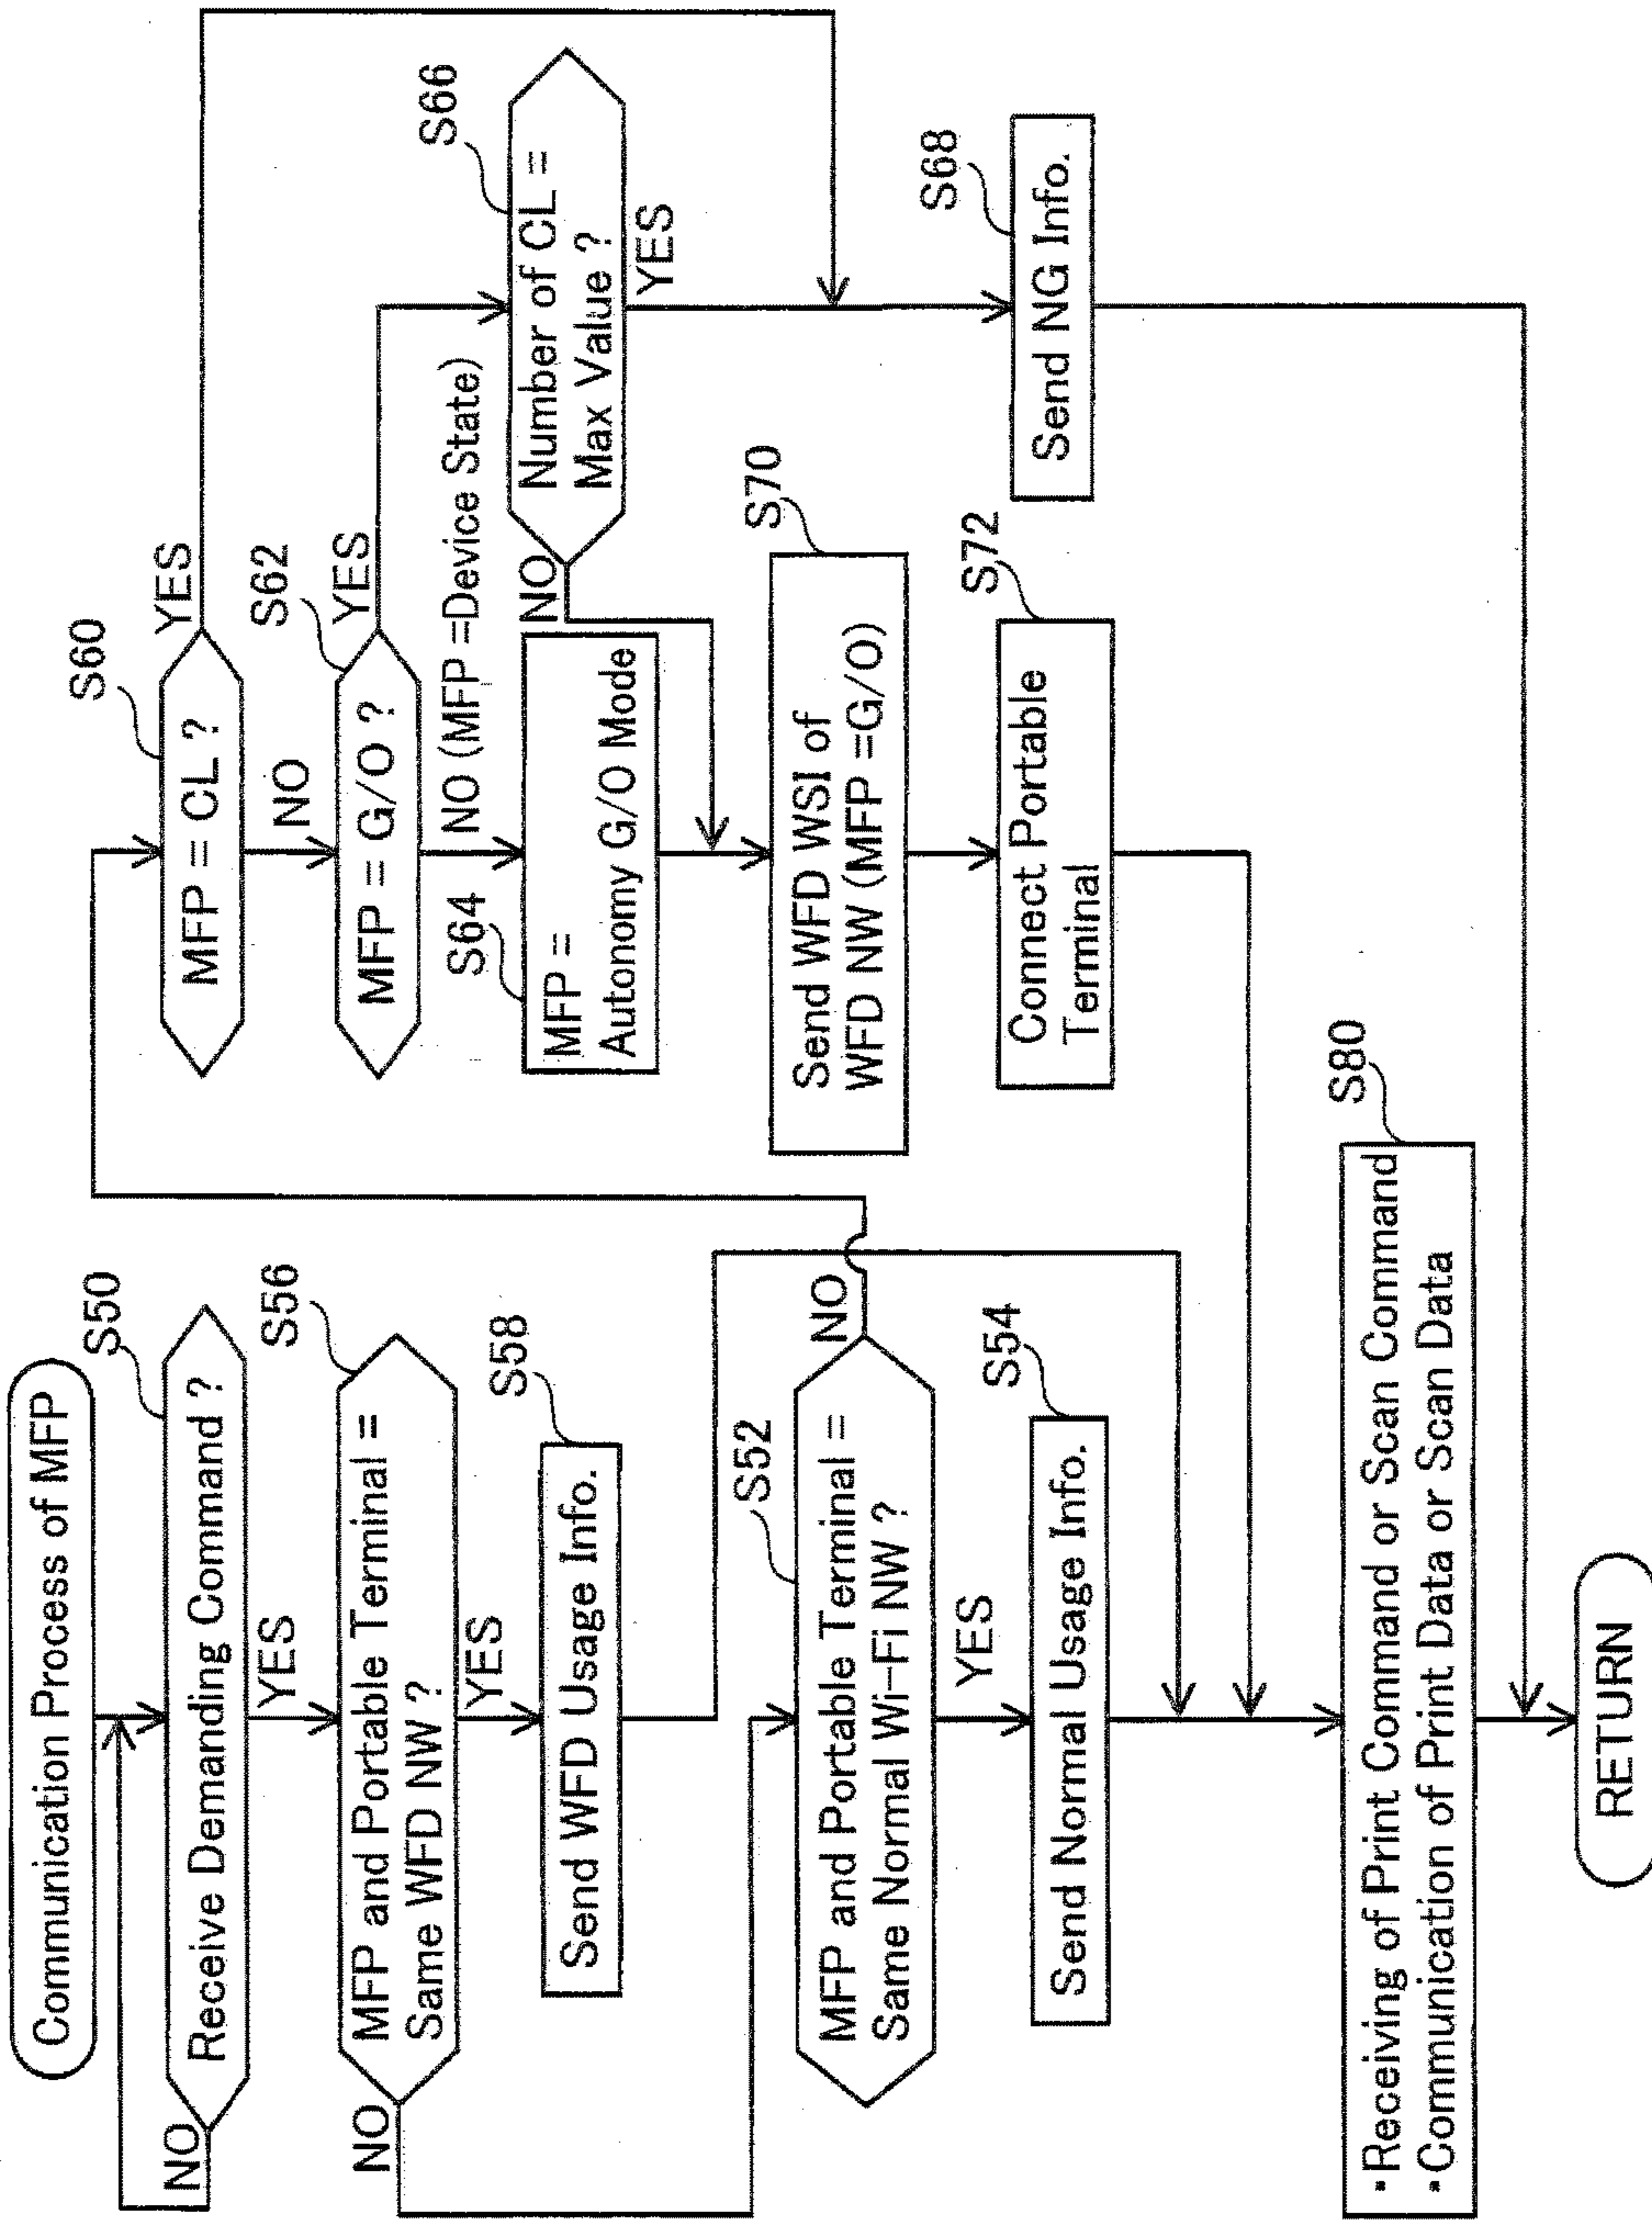 Communication Process of MFP
S50
Receive Demanding Command ?
NO
YES
S56
MFP and Portable Terminal =
Same WFD NW ?
NO
YES
S58
Send WFD Usage Info.
S52
MFP and Portable Terminal =
Same Normal Wi-Fi NW ?
NO
YES
S54
Send Normal Usage Info.
S60
MFP = CL ?
YES
NO
S62
MFP = G/O ?
YES
NO (MFP =Device State)
S64
MFP =
Autonomy G/O Mode
S66
Number of CL =
Max Value ?
NO
YES
S70
Send WFD WSI of
WFD NW (MFP =G/O)
S68
Send NG Info.
S72
Connect Portable
Terminal
S80
•Receiving of Print Command or Scan Command
•Communication of Print Data or Scan Data
RETURN